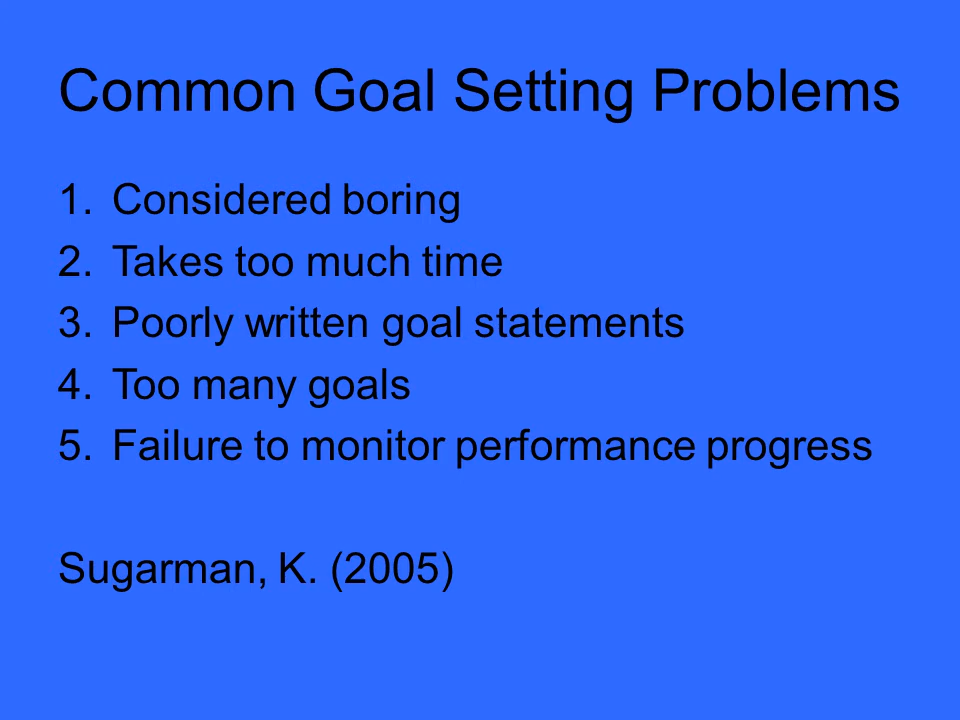 Common Goal Setting Problems
1. Considered boring
2. Takes too much time
3. Poorly written goal statements
4. Too many goals
5. Failure to monitor performance progress
Sugarman, K. (2005)